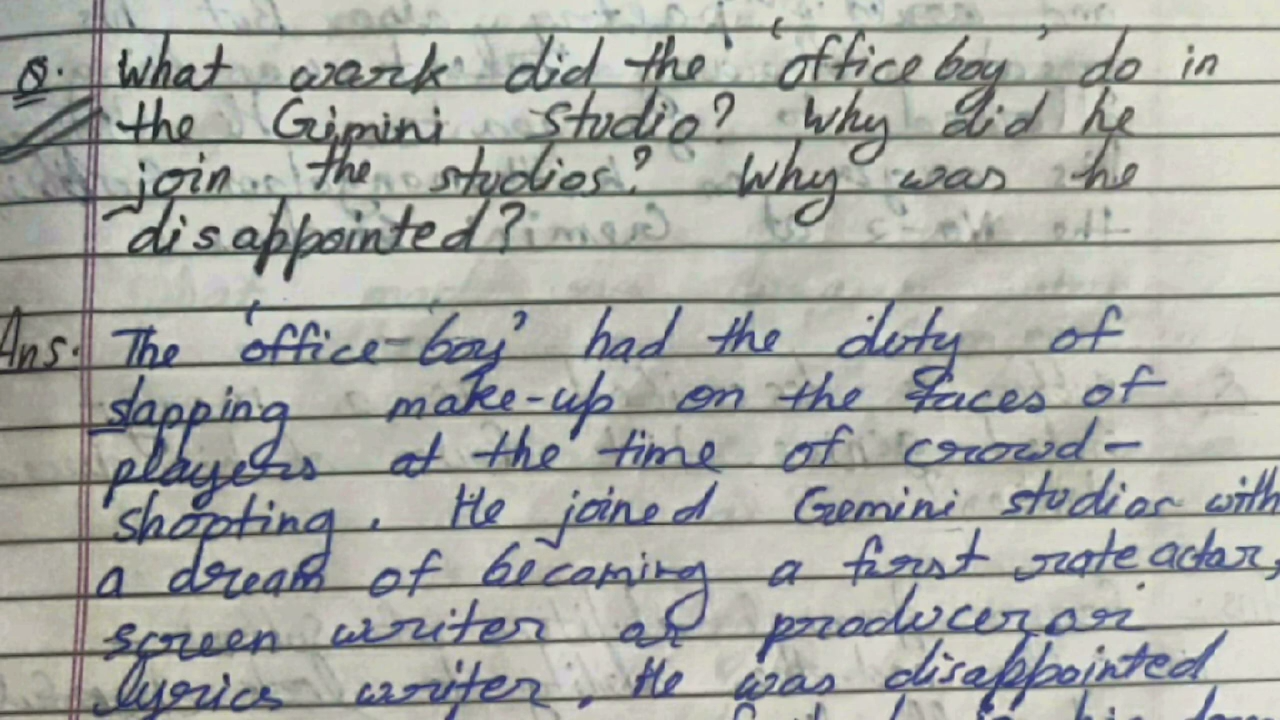 Q. What work did the 'office boy' do in
the Gimini Studio? Why did he
join the studios? Why was he
disappointed?
Ans. The 'office-boy' had the duty of
slapping make-up on the faces of
players at the time of crowd-
shooting. He joined Gemini studios with
a dream of becoming a first rate actor,
screen writer or producer or
lyrics writer. He was disappointed